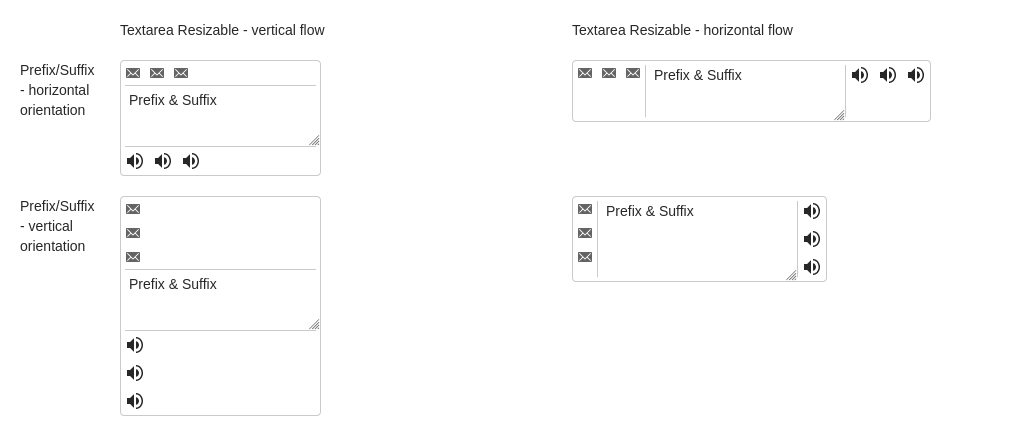 Textarea Resizable - vertical flow
Textarea Resizable - horizontal flow
Prefix/Suffix
- horizontal
orientation
Prefix & Suffix
Prefix & Suffix
Prefix/Suffix
- vertical
orientation
Prefix & Suffix
Prefix & Suffix